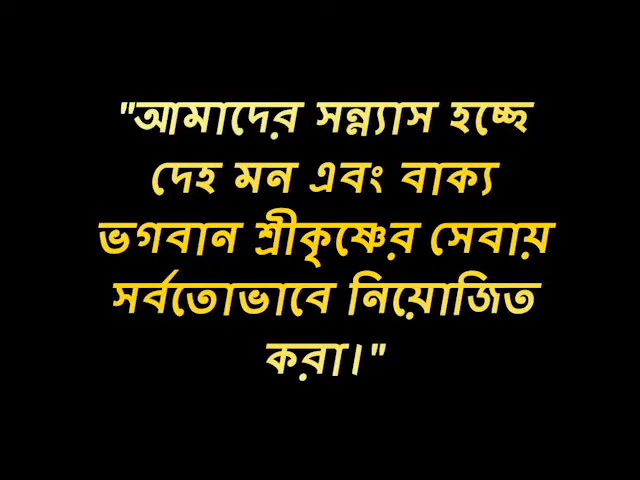 "আমাদের সন্ন্যাস হচ্ছে
দেহ মন এবং বাক্য
ভগবান শ্রীকৃষ্ণের সেবায়
সর্বতোভাবে নিয়োজিত
করা।"